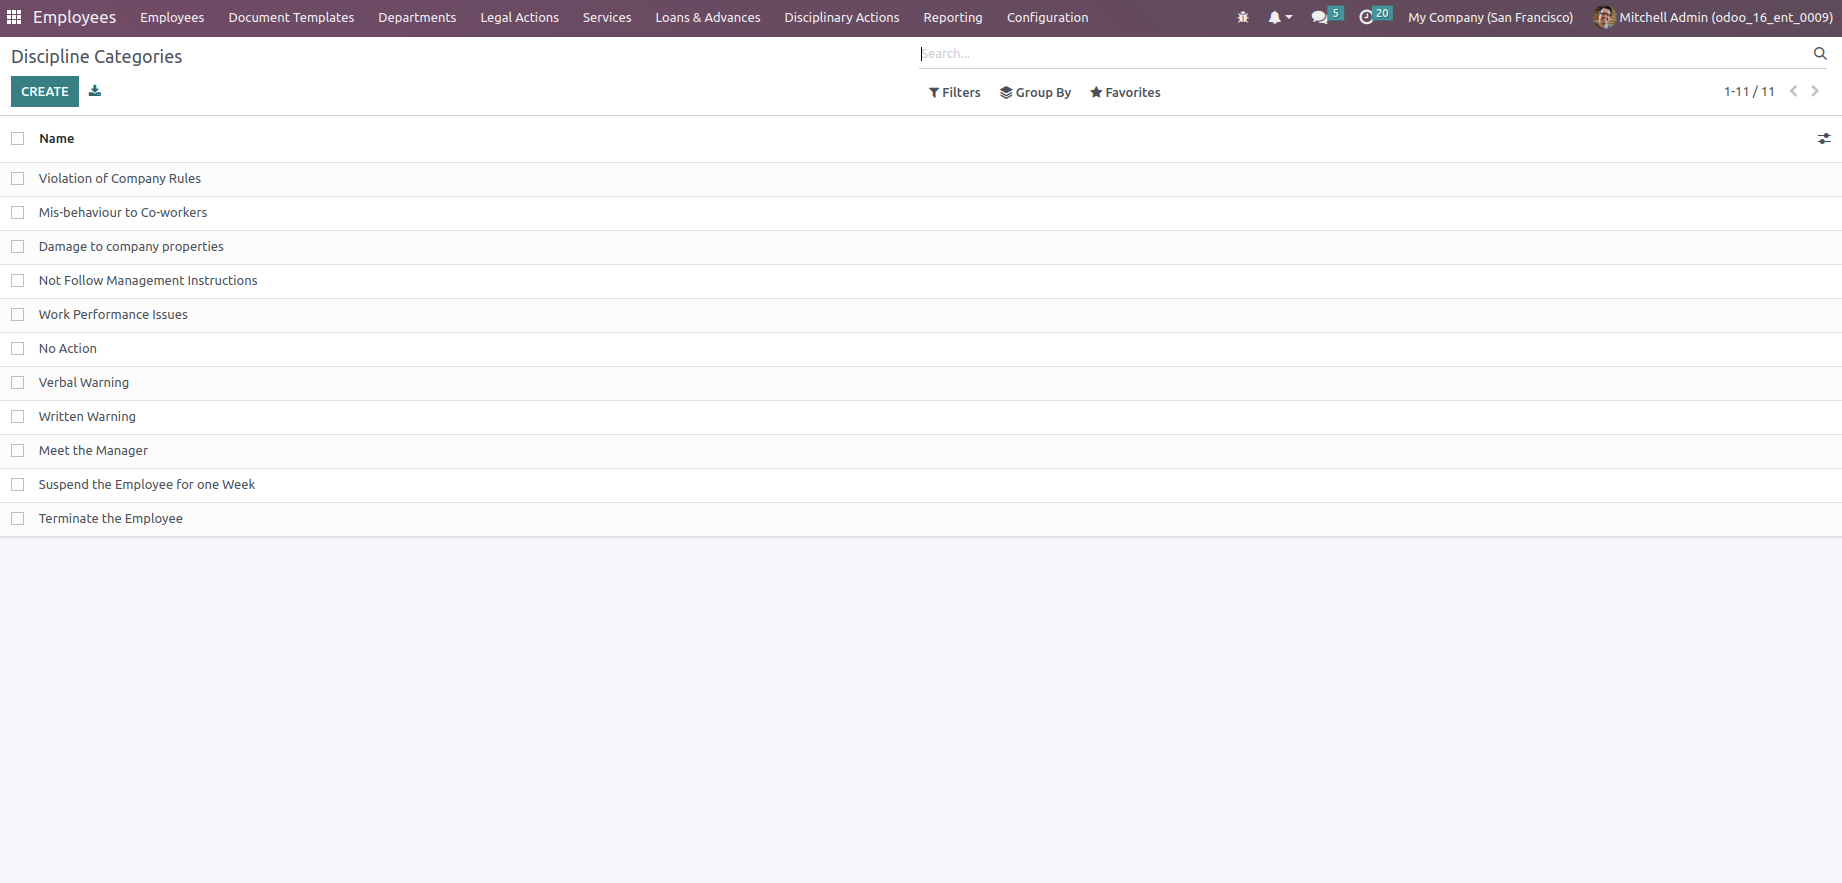 Employees Employees Document Templates Departments Legal Actions Services Loans & Advances Disciplinary Actions Reporting Configuration 5 20 My Company (San Francisco) Mitchell Admin (odoo_16_ent_0009)
Discipline Categories Search...
CREATE Filters Group By Favorites 1-11 / 11
Name
Violation of Company Rules
Mis-behaviour to Co-workers
Damage to company properties
Not Follow Management Instructions
Work Performance Issues
No Action
Verbal Warning
Written Warning
Meet the Manager
Suspend the Employee for one Week
Terminate the Employee